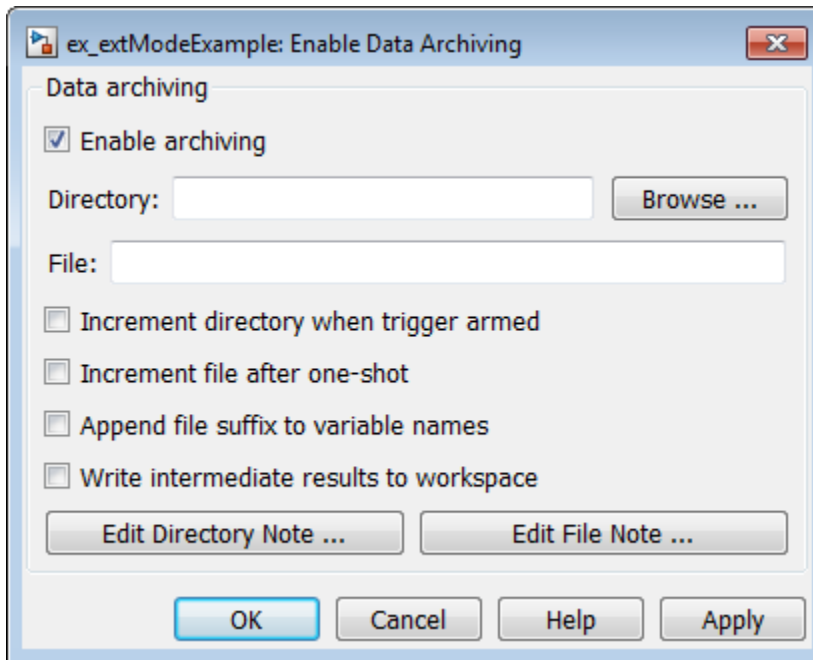 ex_extModeExample: Enable Data Archiving
Data archiving
Enable archiving
Directory: Browse ...
File:
Increment directory when trigger armed
Increment file after one-shot
Append file suffix to variable names
Write intermediate results to workspace
Edit Directory Note ... Edit File Note ...
OK Cancel Help Apply